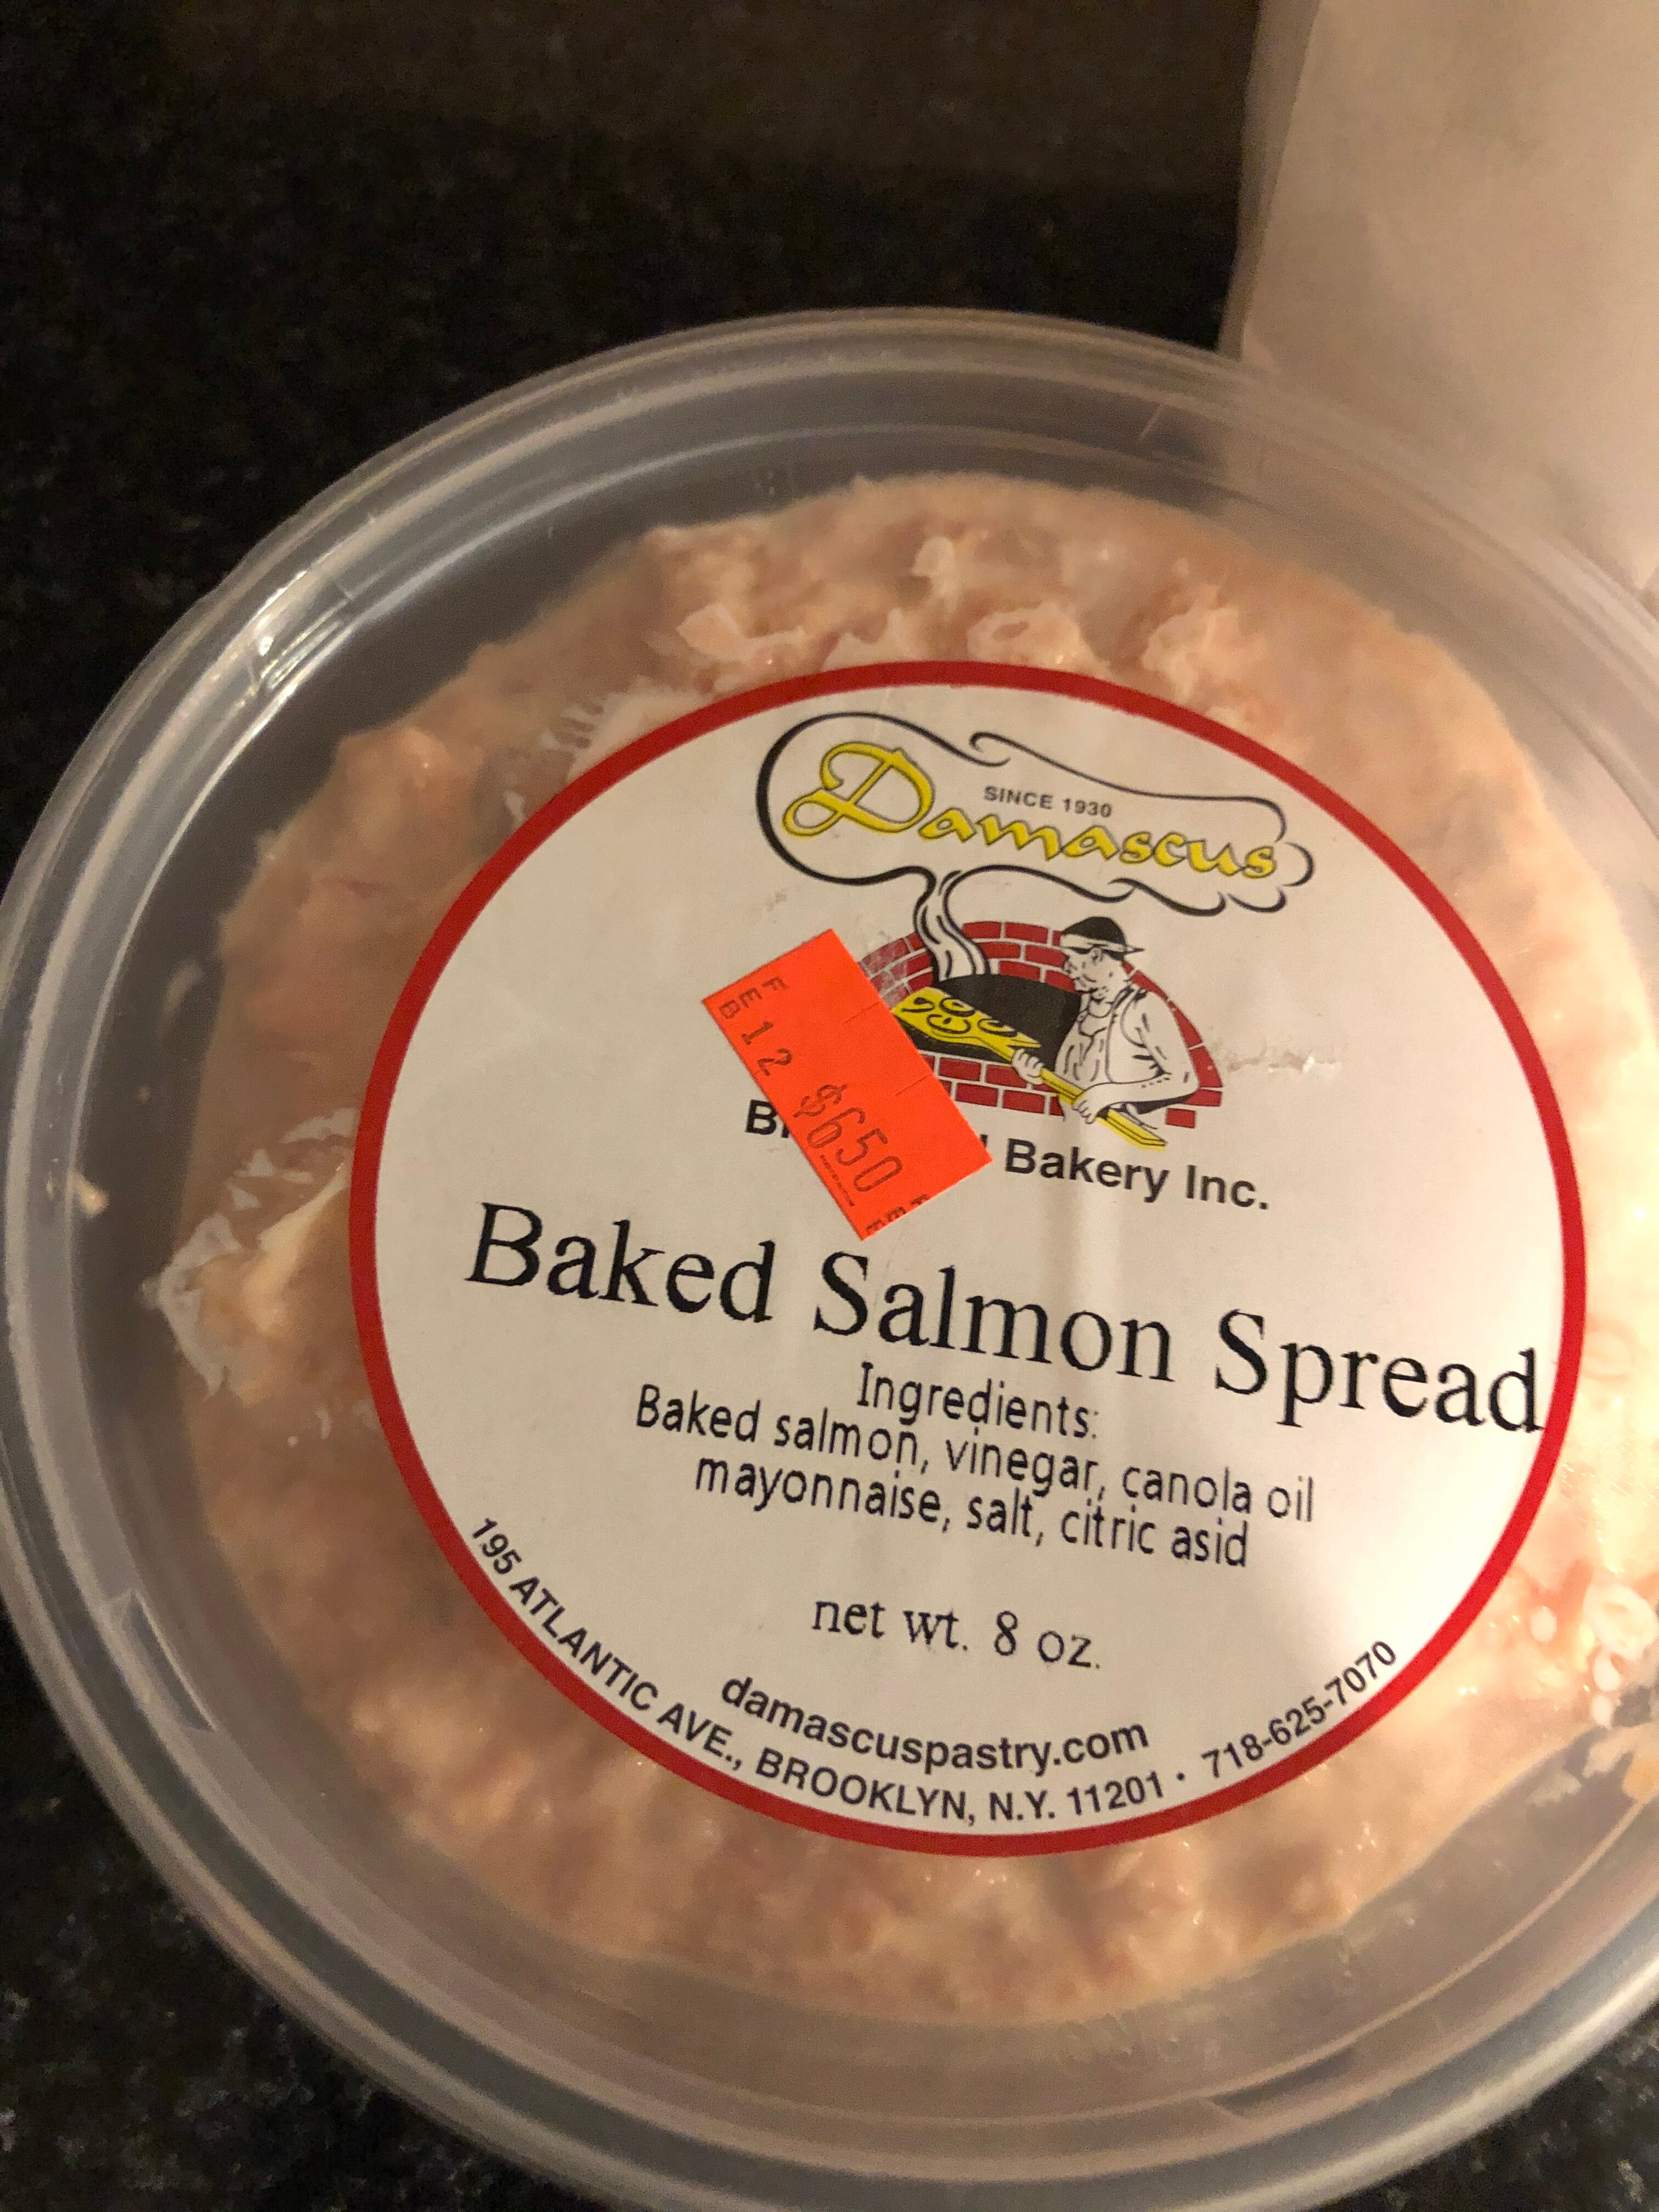 SINCE 1930
Damascus
FEB 12 $650
Bakery Inc.
Baked Salmon Spread
Ingredients:
Baked salmon, vinegar, canola oil
mayonnaise, salt, citric asid
net wt. 8 oz.
damascuspastry.com
195 ATLANTIC AVE., BROOKLYN, N.Y. 11201 · 718-625-7070